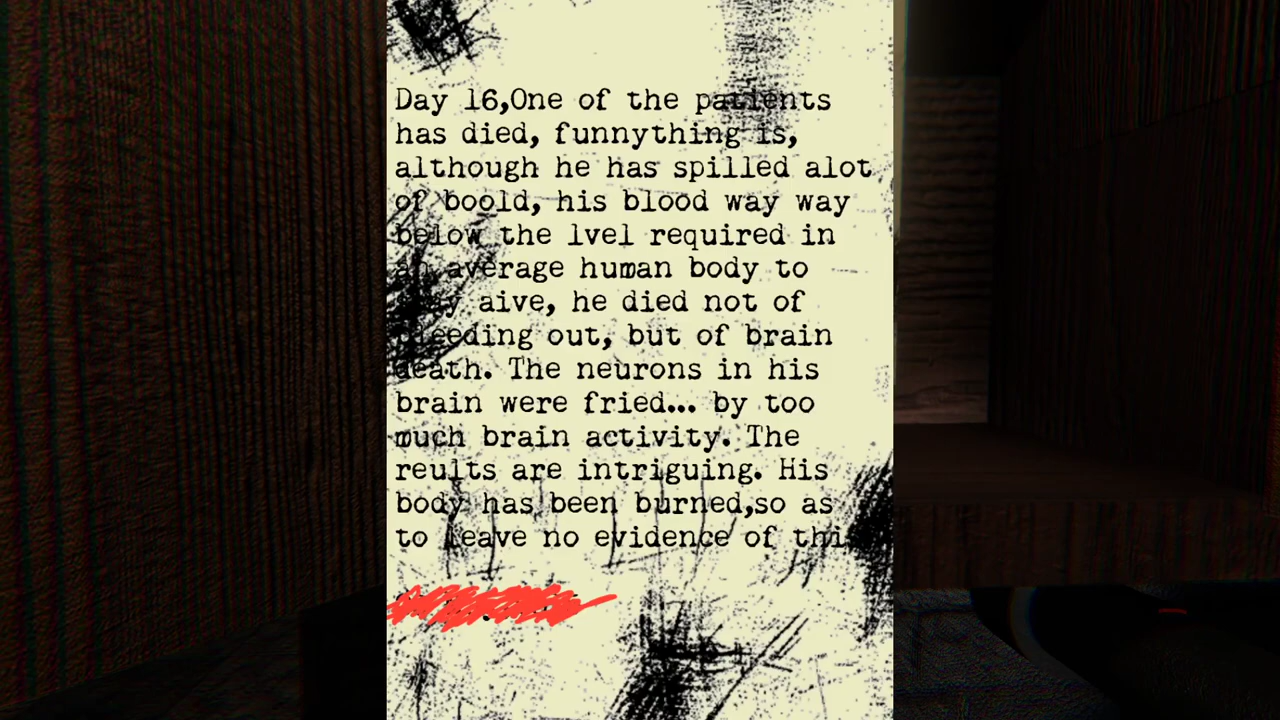 Day 16,One of the patients
has died, funnything is,
although he has spilled alot
of boold, his blood way way
below the lvel required in
an average human body to
aive, he died not of
bleeding out, but of brain
death. The neurons in his
brain were fried... by too
much brain activity. The
reults are intriguing. His
body has been burned,so as
to leave no evidence of this